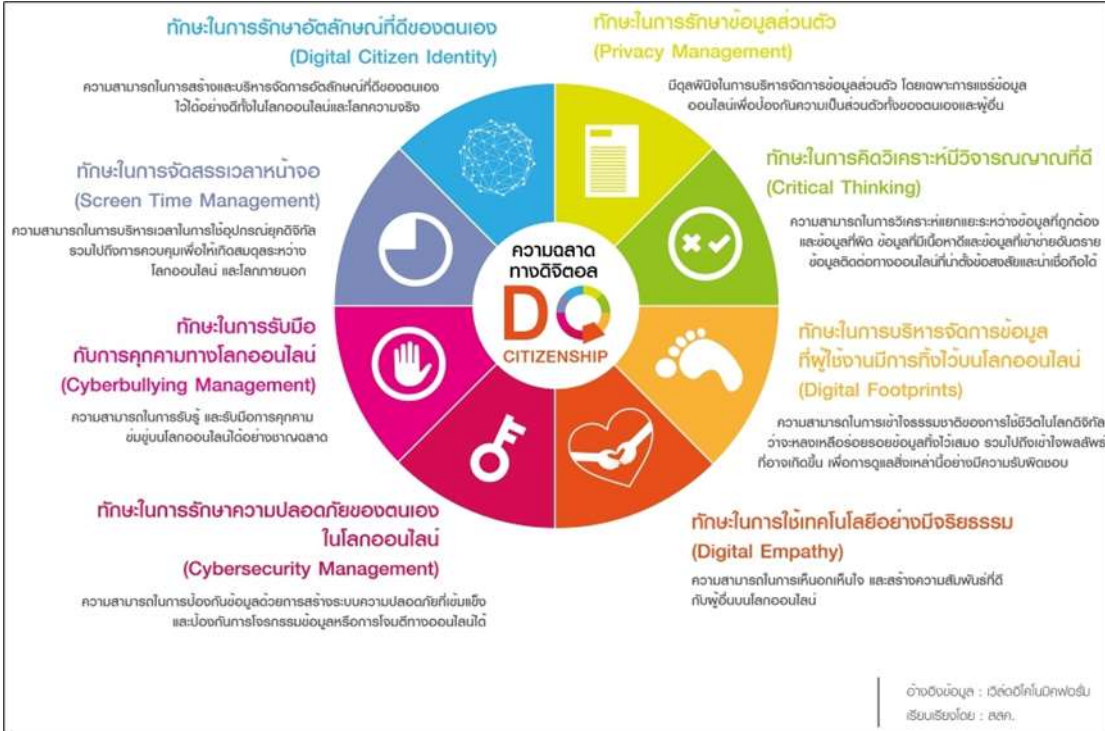 ทักษะในการรักษาอัตลักษณ์ที่ดีของตนเอง
(Digital Citizen Identity)
ความสามารถในการสร้างและบริหารจัดการอัตลักษณ์ที่ดีของตนเอง
ไว้ได้อย่างดีทั้งในโลกออนไลน์และโลกความจริง
ทักษะในการรักษาข้อมูลส่วนตัว
(Privacy Management)
มีดุลพินิจในการบริหารจัดการข้อมูลส่วนตัว โดยเฉพาะการแชร์ข้อมูล
ออนไลน์เพื่อป้องกันความเป็นส่วนตัวทั้งของตนเองและผู้อื่น
ทักษะในการจัดสรรเวลาหน้าจอ
(Screen Time Management)
ความสามารถในการบริหารเวลาในการใช้อุปกรณ์ยุคดิจิทัล
รวมไปถึงการควบคุมเพื่อให้เกิดสมดุลระหว่าง
โลกออนไลน์ และโลกภายนอก
ทักษะในการคิดวิเคราะห์มีวิจารณญาณที่ดี
(Critical Thinking)
ความสามารถในการวิเคราะห์แยกแยะระหว่างข้อมูลที่ถูกต้อง
และข้อมูลที่ผิด ข้อมูลที่มีเนื้อหาดีและข้อมูลที่เข้าข่ายอันตราย
ข้อมูลติดต่อทางออนไลน์ที่น่าตั้งข้อสงสัยและน่าเชื่อถือได้
ความฉลาด
ทางดิจิตอล
DQ
CITIZENSHIP
ทักษะในการรับมือ
กับการคุกคามทางโลกออนไลน์
(Cyberbullying Management)
ความสามารถในการรับรู้ และรับมือการคุกคาม
ข่มขู่บนโลกออนไลน์ได้อย่างชาญฉลาด
ทักษะในการบริหารจัดการข้อมูล
ที่ผู้ใช้งานมีการทิ้งไว้บนโลกออนไลน์
(Digital Footprints)
ความสามารถในการเข้าใจธรรมชาติของการใช้ชีวิตในโลกดิจิทัล
ว่าจะหลงเหลือร่อยรอยข้อมูลทิ้งไว้เสมอ รวมไปถึงเข้าใจผลลัพธ์
ที่อาจเกิดขึ้น เพื่อการดูแลสิ่งเหล่านี้อย่างมีความรับผิดชอบ
ทักษะในการรักษาความปลอดภัยของตนเอง
ในโลกออนไลน์
(Cybersecurity Management)
ความสามารถในการป้องกันข้อมูลด้วยการสร้างระบบความปลอดภัยที่เข้มแข็ง
และป้องกันการโจรกรรมข้อมูลหรือการโจมตีทางออนไลน์ได้
ทักษะในการใช้เทคโนโลยีอย่างมีจริยธรรม
(Digital Empathy)
ความสามารถในการเห็นอกเห็นใจ และสร้างความสัมพันธ์ที่ดี
กับผู้อื่นบนโลกออนไลน์
อ้างอิงข้อมูล : เวิล์ดอีโคโนมิคฟอรั่ม
เรียบเรียงโดย : สสค.